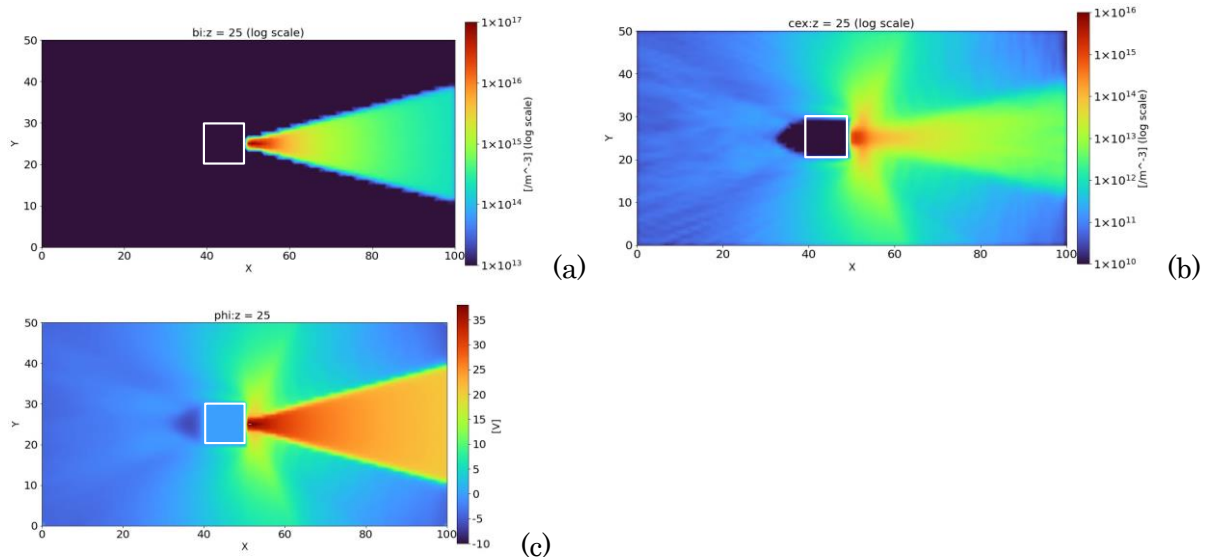 bi:z = 25 (log scale)
50
40
30
20
10
0
Y
0 20 40 60 80 100
X
1×10^17
1×10^16
1×10^15
1×10^14
1×10^13
[/m^-3] (log scale)
(a)
cex:z = 25 (log scale)
50
40
30
20
10
0
Y
0 20 40 60 80 100
X
1×10^16
1×10^15
1×10^14
1×10^13
1×10^12
1×10^11
1×10^10
[/m^-3] (log scale)
(b)
phi:z = 25
50
40
30
20
10
0
Y
0 20 40 60 80 100
X
35
30
25
20
15
10
5
0
-5
-10
[V]
(c)